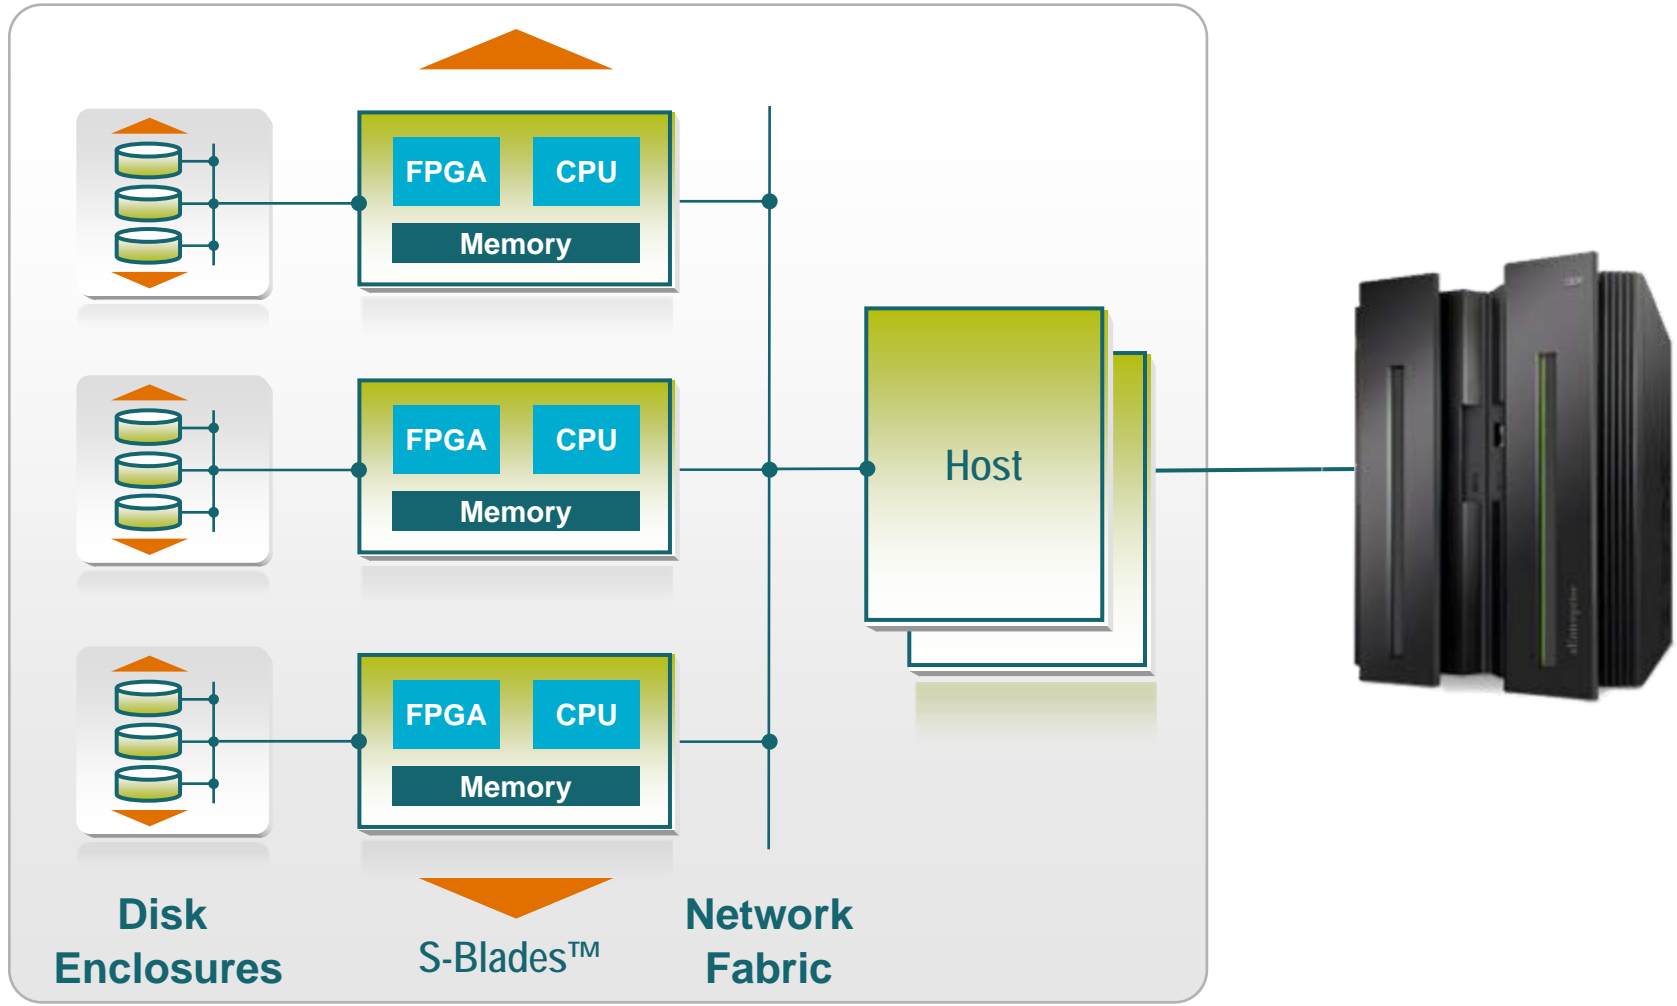 FPGA
CPU
Memory
FPGA
CPU
Memory
Host
FPGA
CPU
Memory
Disk
Enclosures
S-Blades™
Network
Fabric